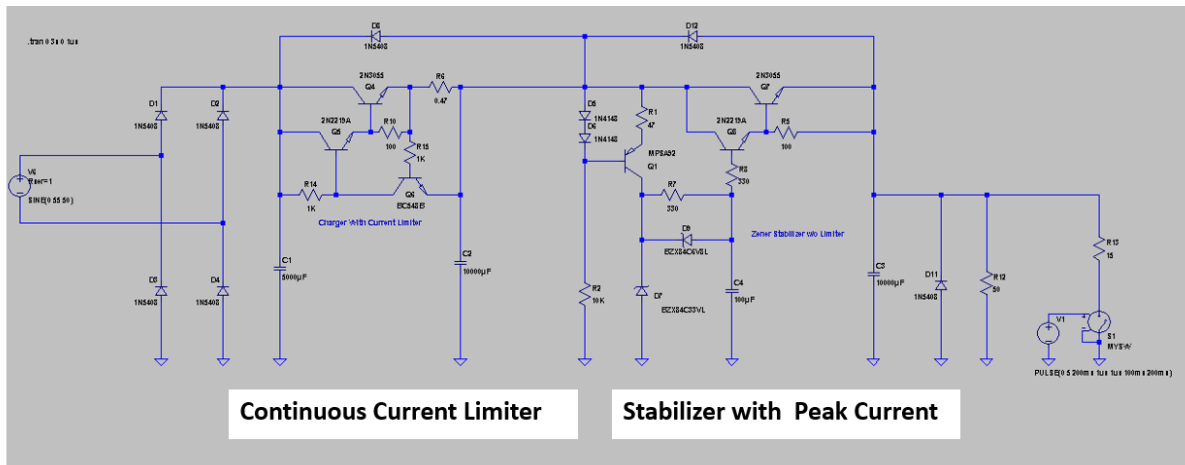 .tran 0 3 0 1us
D8
1N5408
D12
1N5408
2N3055
Q4
R6
0.47
2N3055
Q7
D1
1N5408
D2
1N5408
2N2219A
Q5
R10
100
R15
1K
D5
1N4148
D6
1N4148
R1
47
2N2219A
Q8
R5
100
V6
Rser=1
SINE(0 55 50)
R14
1K
Q6
BC548B
MPSA92
Q1
R8
330
R7
330
Charger With Current Limiter
Zener Stabilizer w/o Limiter
C1
5000µF
C2
10000µF
D9
BZX84C6V8L
R13
15
D3
1N5408
D4
1N5408
R2
10K
D7
BZX84C33VL
C4
100µF
C3
10000µF
D11
1N5408
R12
50
V1
S1
MYSW
PULSE(0 5 200ms 1us 1us 100ms 200ms)
Continuous Current Limiter
Stabilizer with Peak Current